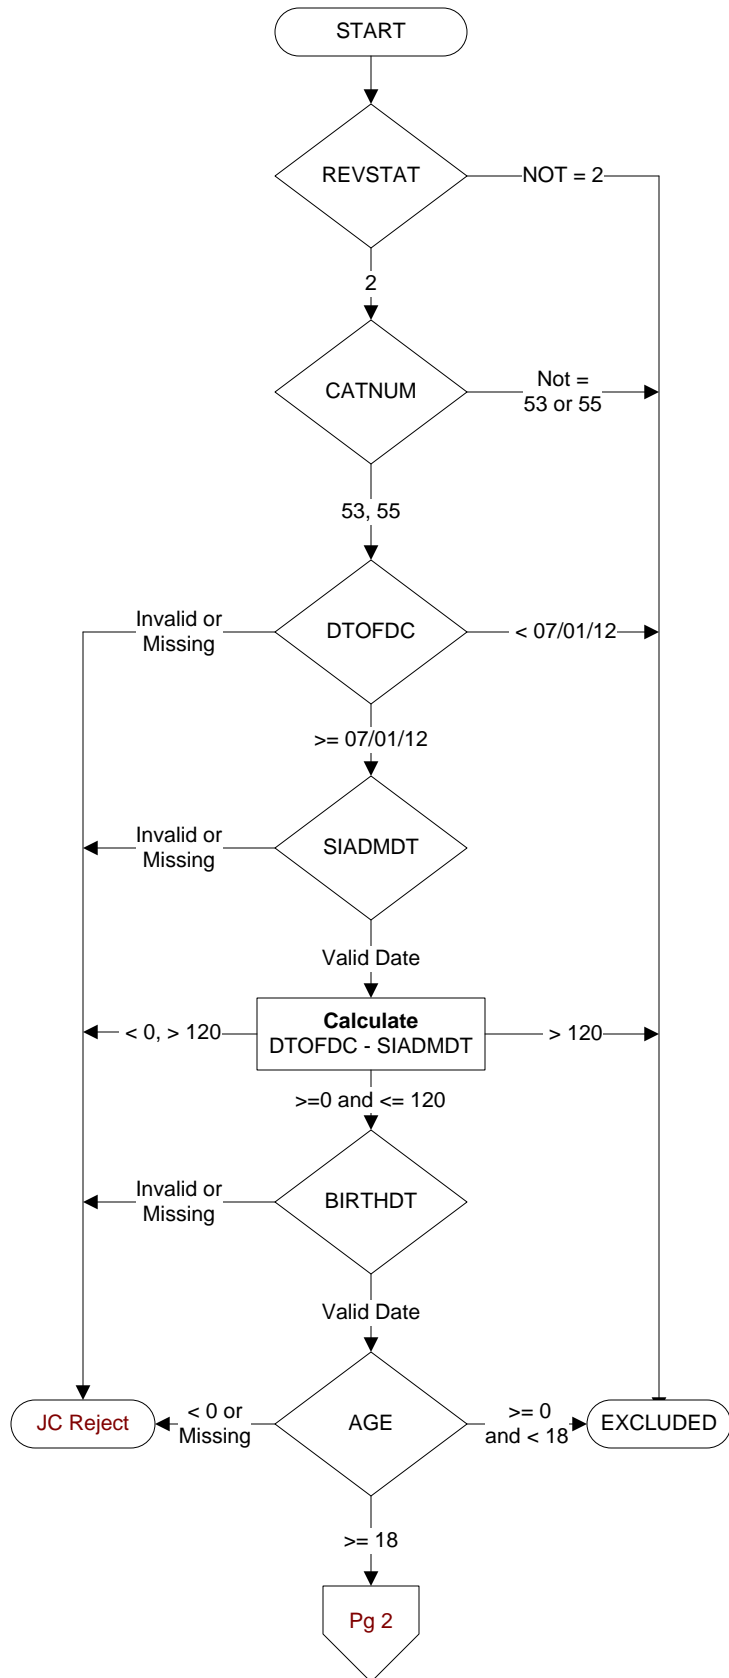 START
REVSTAT
NOT = 2
2
CATNUM
Not =
53 or 55
53, 55
Invalid or
Missing
DTOFDC
< 07/01/12
>= 07/01/12
Invalid or
Missing
SIADMDT
Valid Date
< 0, > 120
Calculate
DTOFDC - SIADMDT
> 120
>=0 and <= 120
Invalid or
Missing
BIRTHDT
Valid Date
JC Reject
< 0 or
Missing
AGE
>= 0
and < 18
EXCLUDED
>= 18
Pg 2